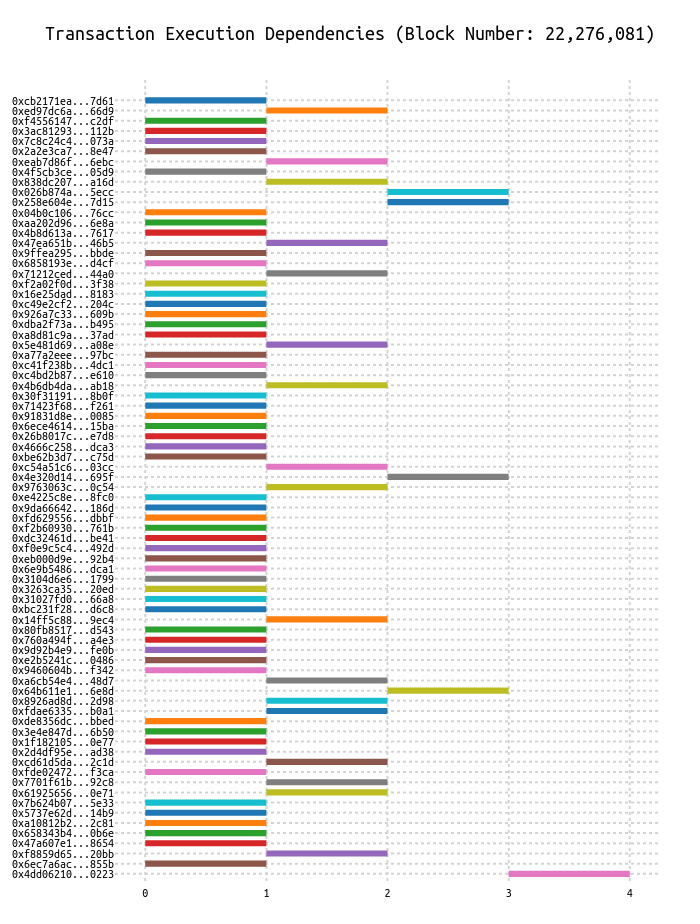 Transaction Execution Dependencies (Block Number: 22,276,081)
0xcb2171ea...7d61
0xed97dc6a...66d9
0xf4556147...c2df
0x3ac81293...112b
0x7c8c24c4...073a
0x2a2e3ca7...8e47
0xeab7d86f...6ebc
0x4f5cb3ce...05d9
0x838dc207...a16d
0x026b874a...5ecc
0x258e604e...7d15
0x04b0c106...76cc
0xaa202d96...6e8a
0x4b8d613a...7617
0x47ea651b...46b5
0x9ffea295...bbde
0x6858193e...d4cf
0x71212ced...44a0
0xf2a02f0d...3f38
0x16e25dad...8183
0xc49e2cf2...204c
0x926a7c33...609b
0xdba2f73a...b495
0xa8d81c9a...37ad
0x5e481d69...a08e
0xa77a2eee...97bc
0xc41f238b...4dc1
0xc4bd2b87...e610
0x4b6db4da...ab18
0x30f31191...8b0f
0x71423f68...f261
0x91831d8e...0085
0x6ece4614...15ba
0x26b8017c...e7d8
0x4666c258...dca3
0xbe62b3d7...c75d
0xc54a51c6...03cc
0x4e320d14...695f
0x9763063c...0c54
0xe4225c8e...8fc0
0x9da66642...186d
0xfd629556...dbbf
0xf2b60930...761b
0xdc32461d...be41
0xf0e9c5c4...492d
0xeb000d9e...92b4
0x6e9b5486...dca1
0x3104d6e6...1799
0x3263ca35...20ed
0x31027fd0...66a8
0xbc231f28...d6c8
0x14ff5c88...9ec4
0x80fb8517...d543
0x760a494f...a4e3
0x9d92b4e9...fe0b
0xe2b5241c...0486
0x9460604b...f342
0xa6cb54e4...48d7
0x64b611e1...6e8d
0x8926ad8d...2d98
0xfdae6335...b0a1
0xde8356dc...bbed
0x3e4e847d...6b50
0x1f182105...0e77
0x2d4df95e...ad38
0xcd61d5da...2c1d
0xfde02472...f3ca
0x7701f61b...92c8
0x61925656...0e71
0x7b624b07...5e33
0x5737e62d...14b9
0xa10812b2...2c81
0x658343b4...0b6e
0x47a607e1...8654
0xf8859d65...20bb
0x6ec7a6ac...855b
0x4dd06210...0223
0 1 2 3 4